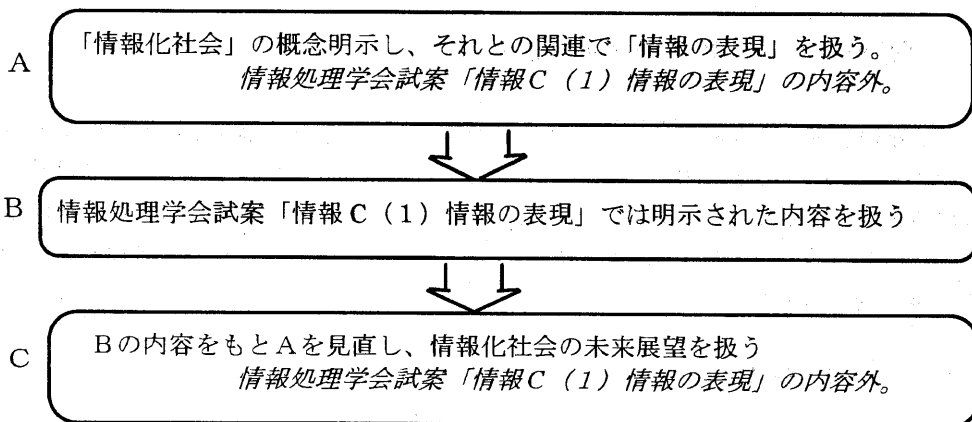 A
「情報化社会」の概念明示し、それとの関連で「情報の表現」を扱う。
情報処理学会試案「情報C（1）情報の表現」の内容外。
B
情報処理学会試案「情報C（1）情報の表現」では明示された内容を扱う
C
Bの内容をもとAを見直し、情報化社会の未来展望を扱う
情報処理学会試案「情報C（1）情報の表現」の内容外。